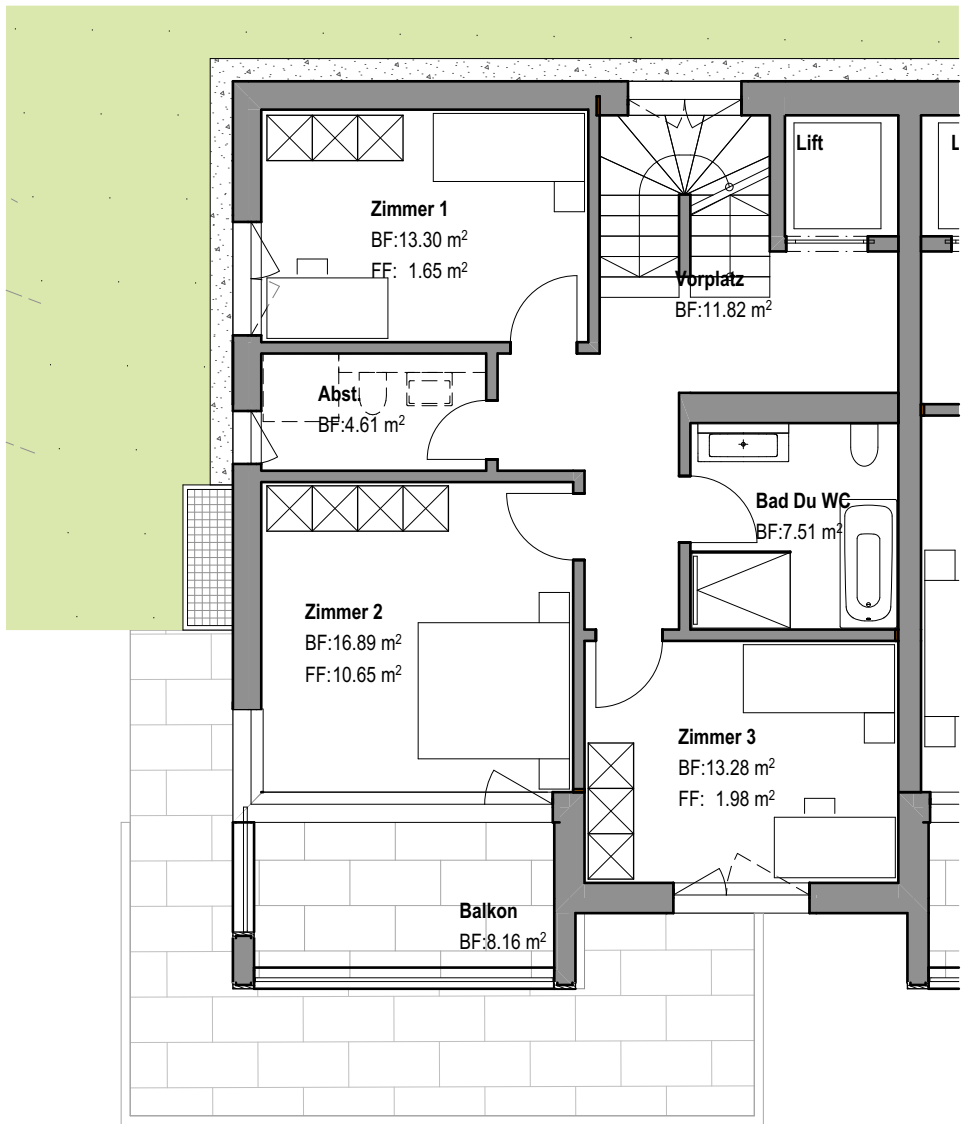 Lift
L
Zimmer 1
BF:13.30 m²
FF: 1.65 m²
Vorplatz
BF:11.82 m²
Abst.
BF:4.61 m²
Bad Du WC
BF:7.51 m²
Zimmer 2
BF:16.89 m²
FF:10.65 m²
Zimmer 3
BF:13.28 m²
FF: 1.98 m²
Balkon
BF:8.16 m²